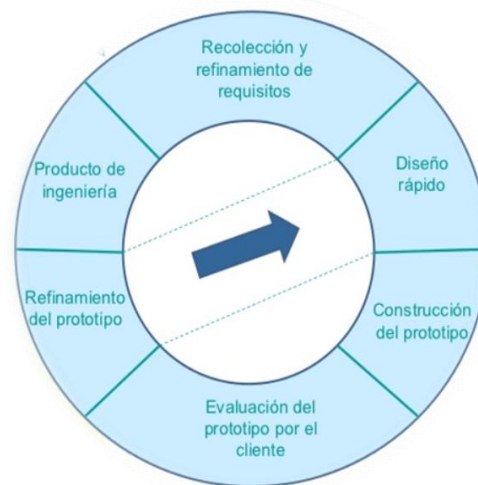 Recolección y
refinamiento de
requisitos
Diseño
rápido
Construcción
del prototipo
Evaluación del
prototipo por el
cliente
Refinamiento
del prototipo
Producto de
ingeniería